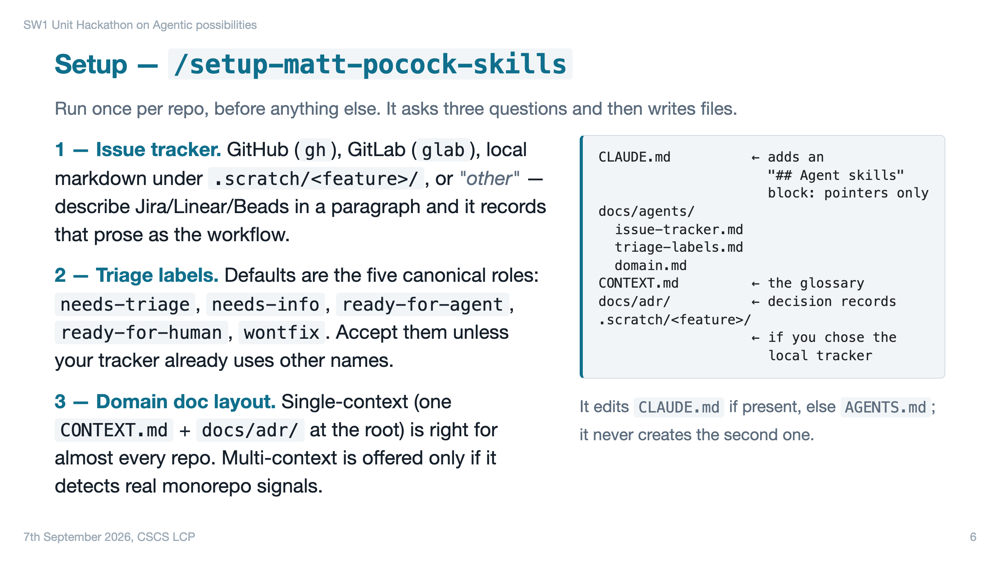 SW1 Unit Hackathon on Agentic possibilities
Setup — /setup-matt-pocock-skills
Run once per repo, before anything else. It asks three questions and then writes files.
1 — Issue tracker. GitHub ( gh ), GitLab ( glab ), local
markdown under .scratch/<feature>/ , or "other" —
describe Jira/Linear/Beads in a paragraph and it records
that prose as the workflow.
2 — Triage labels. Defaults are the five canonical roles:
needs-triage , needs-info , ready-for-agent ,
ready-for-human , wontfix . Accept them unless
your tracker already uses other names.
3 — Domain doc layout. Single-context (one
CONTEXT.md + docs/adr/ at the root) is right for
almost every repo. Multi-context is offered only if it
detects real monorepo signals.
CLAUDE.md ← adds an
"## Agent skills"
block: pointers only
docs/agents/
issue-tracker.md
triage-labels.md
domain.md
CONTEXT.md ← the glossary
docs/adr/ ← decision records
.scratch/<feature>/
← if you chose the
local tracker
It edits CLAUDE.md if present, else AGENTS.md ;
it never creates the second one.
7th September 2026, CSCS LCP
6